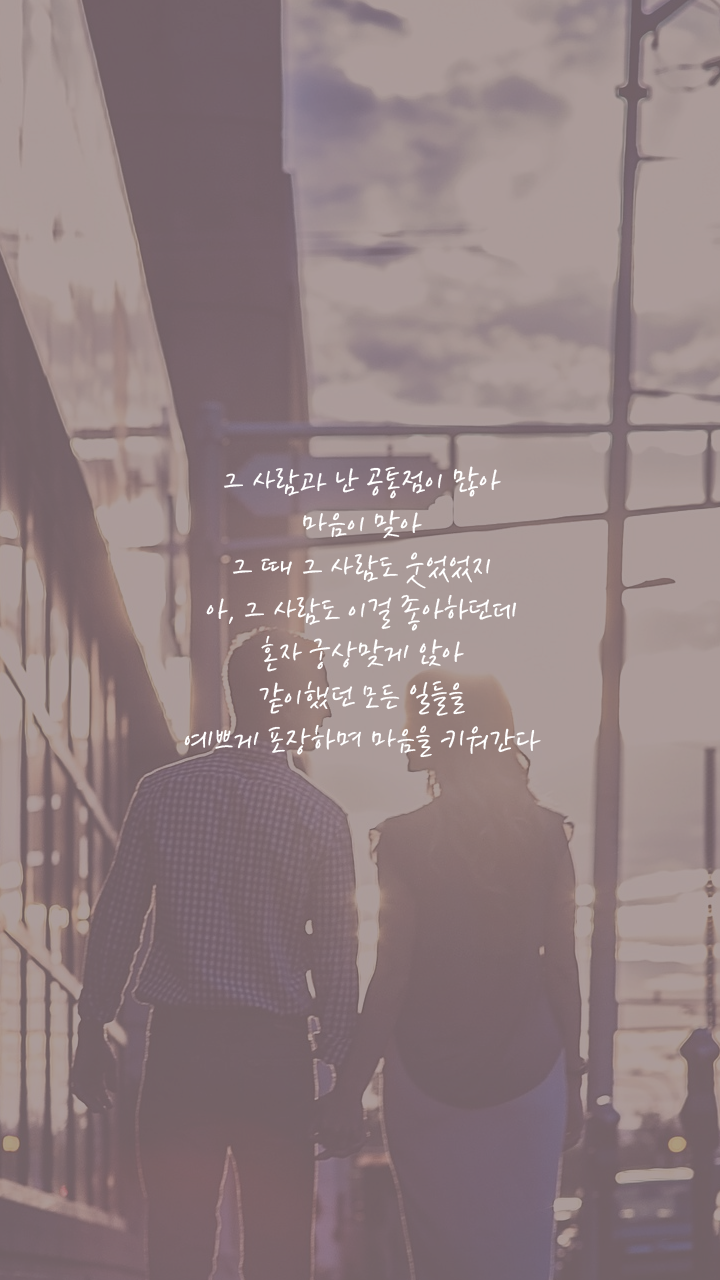 그 사람과 난 공통점이 많아
마음이 맞아
그 때 그 사람도 웃었었지
아, 그 사람도 이걸 좋아하던데
혼자 궁상맞게 앉아
같이했던 모든 일들을
예쁘게 포장하며 마음을 키워간다